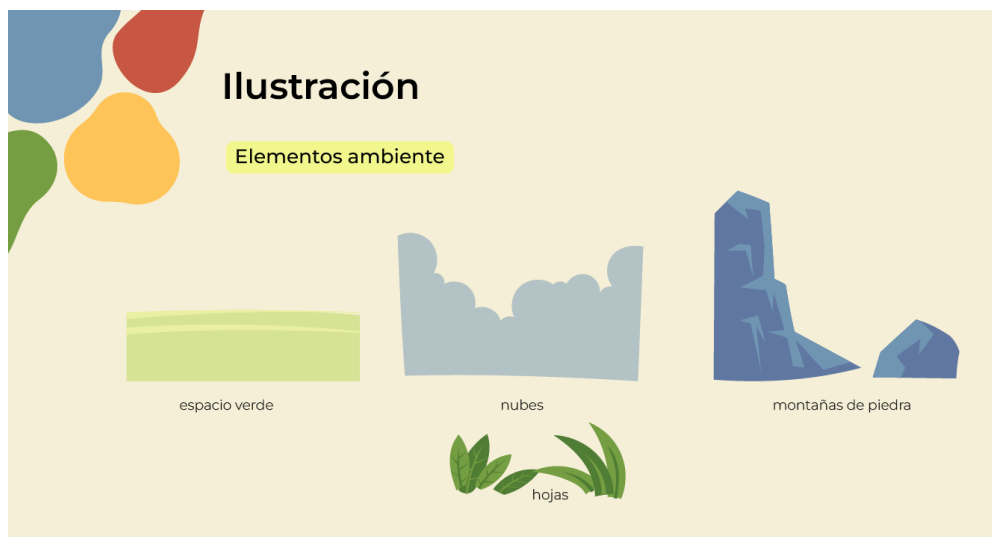 Ilustración
Elementos ambiente
espacio verde
nubes
montañas de piedra
hojas